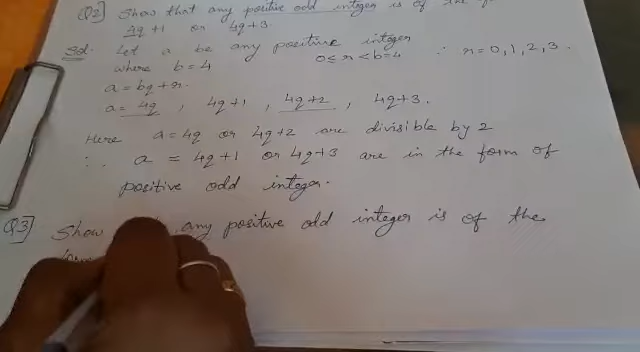 Q2] Show that any positive odd integer is of the
4q+1 or 4q+3.
Sol. Let a be any positive integer
where b=4 0≤r<b=4 ∴ r=0,1,2,3.
a=bq+r.
a=4q, 4q+1, 4q+2, 4q+3.
Here a=4q or 4q+2 are divisible by 2
∴ a = 4q+1 or 4q+3 are in the form of
positive odd integer.
Q3] Show any positive odd integer is of the